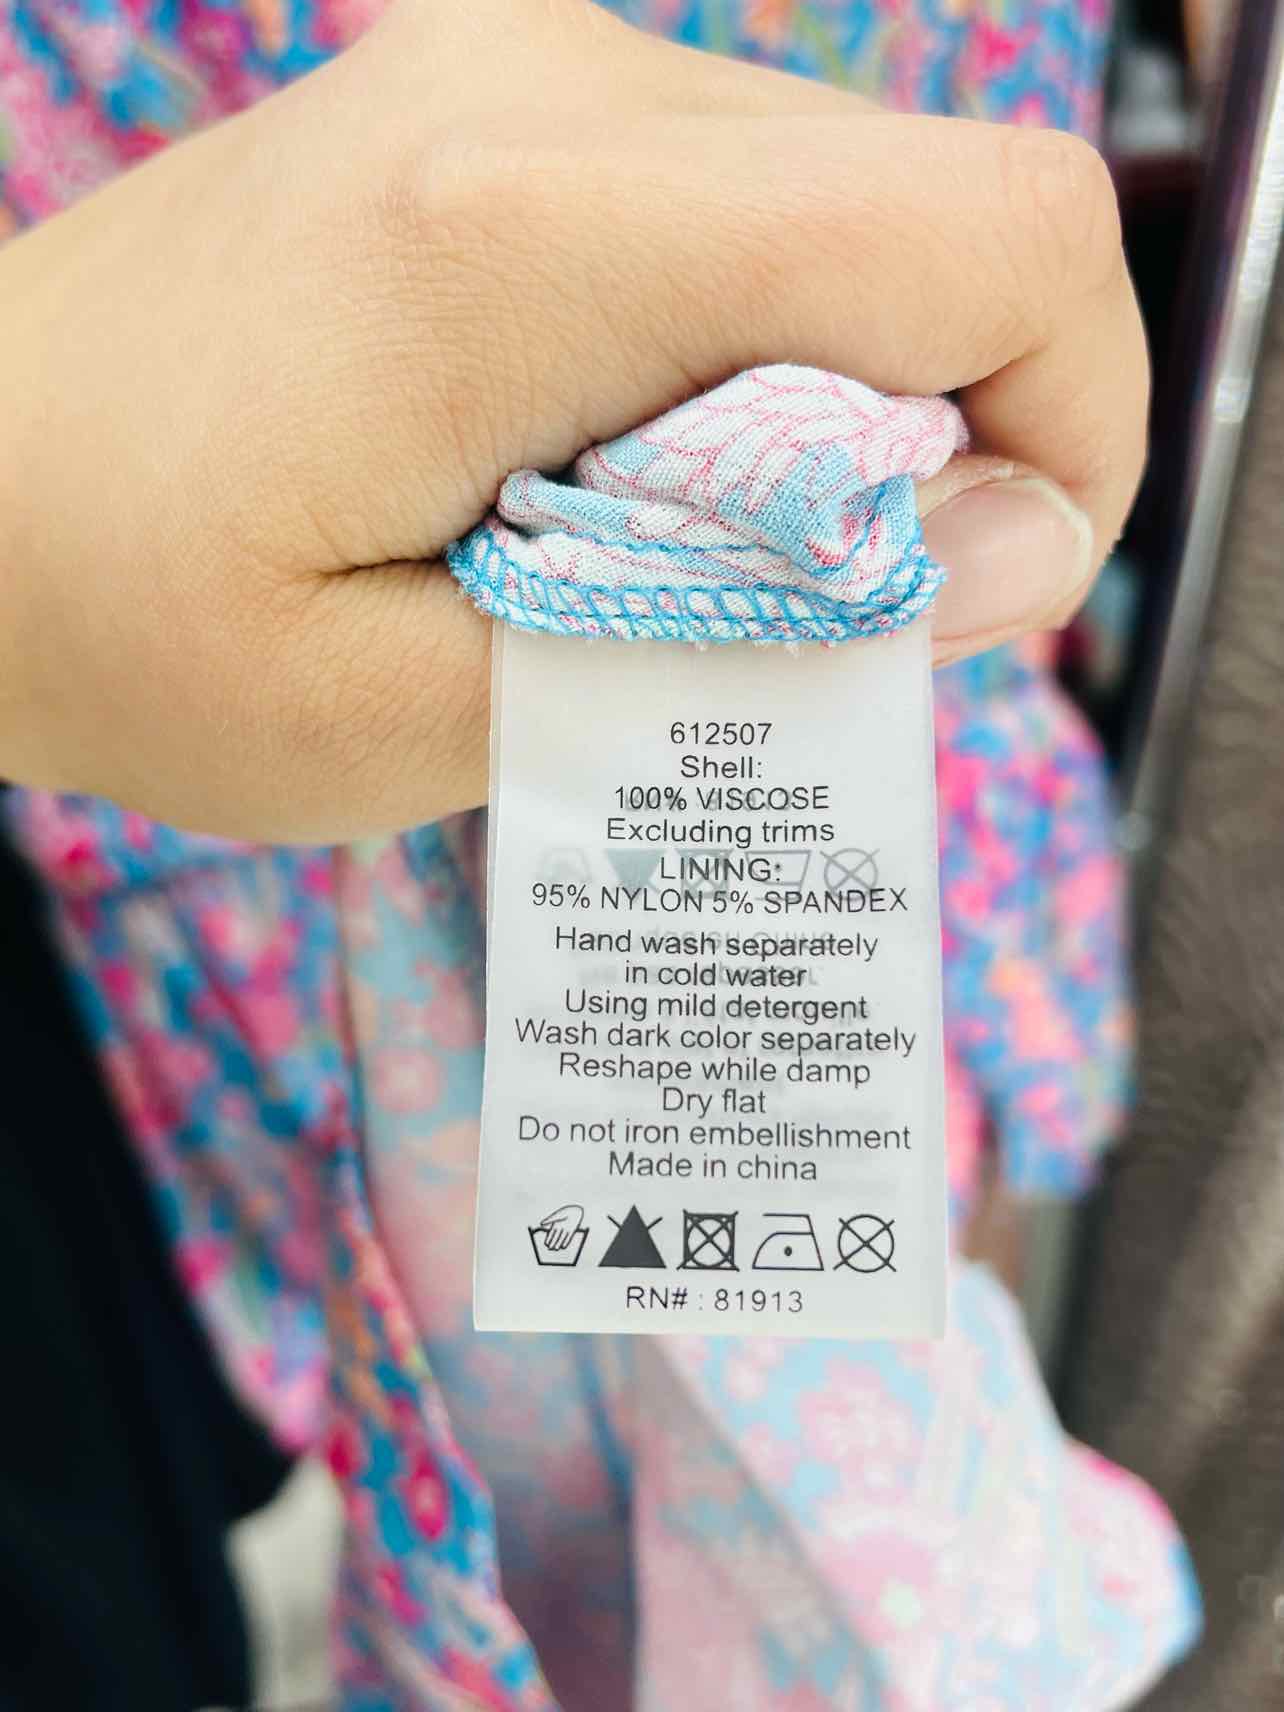 612507
Shell:
100% VISCOSE
Excluding trims
LINING:
95% NYLON 5% SPANDEX
Hand wash separately
in cold water
Using mild detergent
Wash dark color separately
Reshape while damp
Dry flat
Do not iron embellishment
Made in china
RN# : 81913